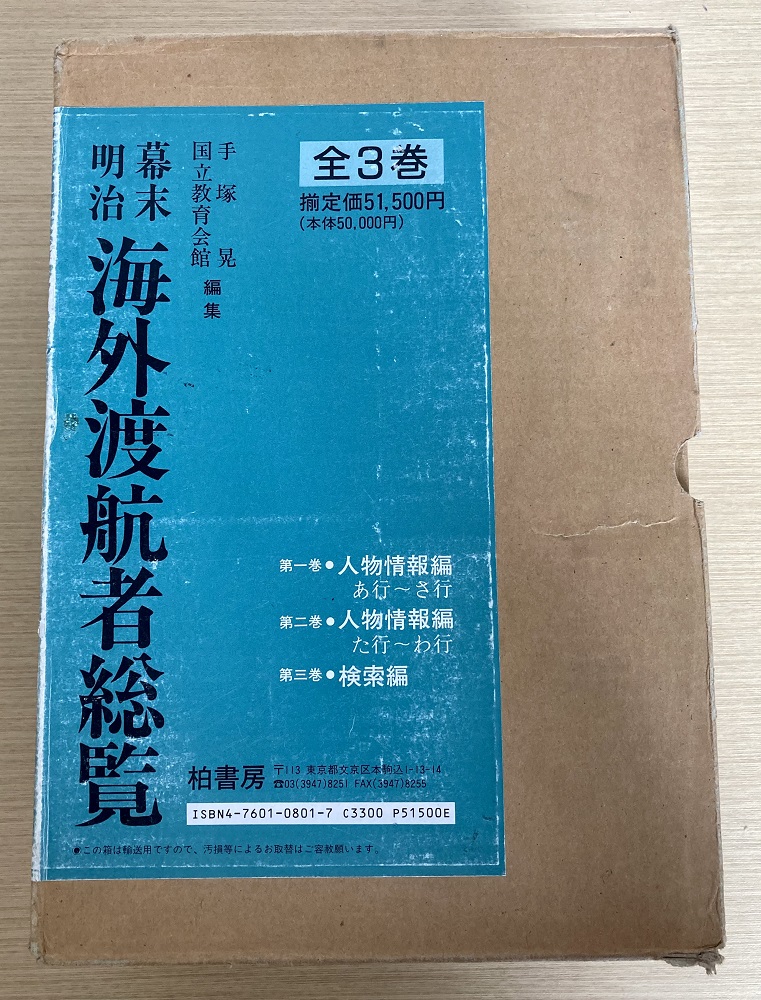 幕末
明治
海外渡航者総覧
手塚晃
国立教育会館
編集
全3巻
揃定価51,500円
(本体50,000円)
第一巻●人物情報編
あ行〜さ行
第二巻●人物情報編
た行〜わ行
第三巻●検索編
柏書房
〒113 東京都文京区本駒込1-13-14
☎03(3947)8251 FAX(3947)8255
ISBN4-7601-0801-7 C3300 P51500E
●この箱は輸送用ですので、汚損等によるお取替はご容赦願います。